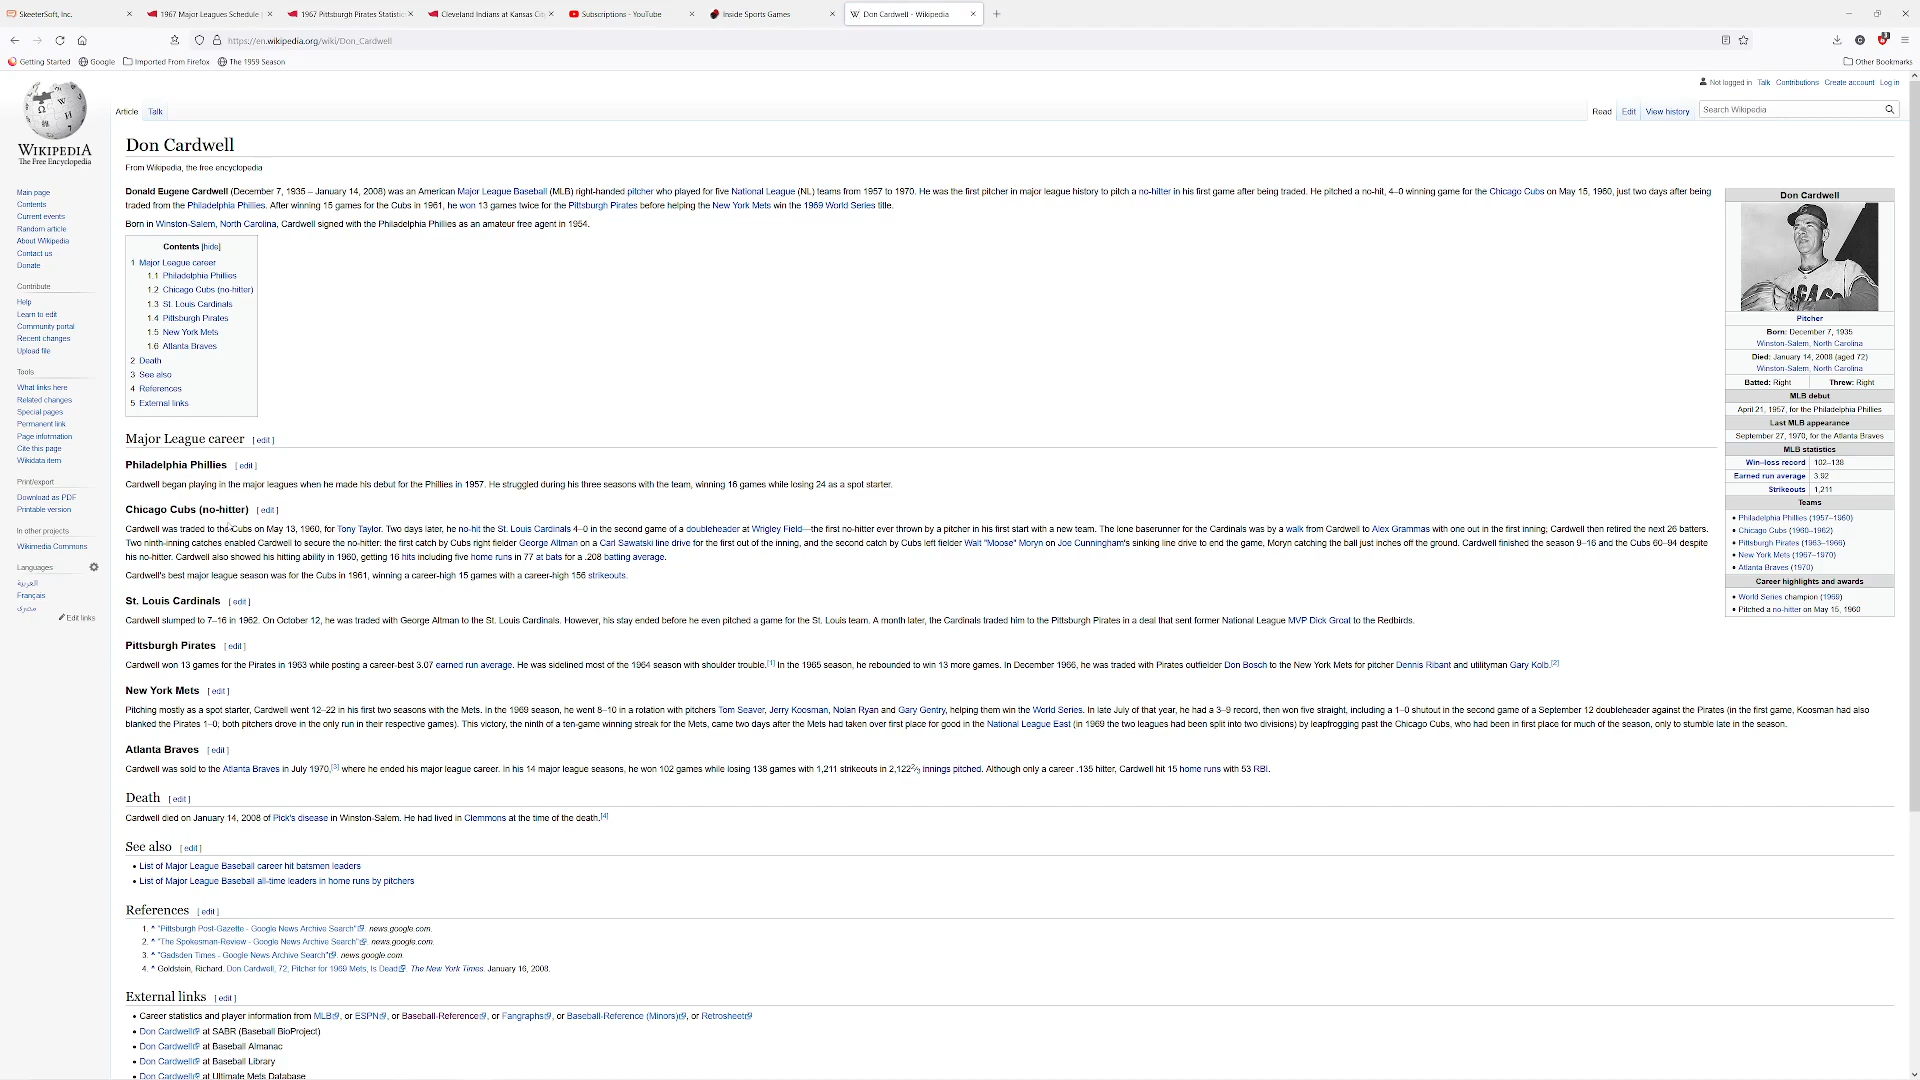 SkeeterSoft, Inc.
1967 Major Leagues Schedule |
1967 Pittsburgh Pirates Statistic
Cleveland Indians at Kansas Cit
Subscriptions - YouTube
Inside Sports Games
Don Cardwell - Wikipedia
https://en.wikipedia.org/wiki/Don_Cardwell
Getting Started
Google
Imported From Firefox
The 1959 Season
Other Bookmarks
Not logged in Talk Contributions Create account Log in
Article Talk
Read Edit View history
Search Wikipedia
WIKIPEDIA
The Free Encyclopedia
Main page
Contents
Current events
Random article
About Wikipedia
Contact us
Donate
Contribute
Help
Learn to edit
Community portal
Recent changes
Upload file
Tools
What links here
Related changes
Special pages
Permanent link
Page information
Cite this page
Wikidata item
Print/export
Download as PDF
Printable version
In other projects
Wikimedia Commons
Languages
العربية
Français
مصرى
Edit links
Don Cardwell
From Wikipedia, the free encyclopedia
Donald Eugene Cardwell (December 7, 1935 – January 14, 2008) was an American Major League Baseball (MLB) right-handed pitcher who played for five National League (NL) teams from 1957 to 1970. He was the first pitcher in major league history to pitch a no-hitter in his first game after being traded. He pitched a no-hit, 4–0 winning game for the Chicago Cubs on May 15, 1960, just two days after being
traded from the Philadelphia Phillies. After winning 15 games for the Cubs in 1961, he won 13 games twice for the Pittsburgh Pirates before helping the New York Mets win the 1969 World Series title.
Born in Winston-Salem, North Carolina, Cardwell signed with the Philadelphia Phillies as an amateur free agent in 1954.
Contents [hide]
1 Major League career
1.1 Philadelphia Phillies
1.2 Chicago Cubs (no-hitter)
1.3 St. Louis Cardinals
1.4 Pittsburgh Pirates
1.5 New York Mets
1.6 Atlanta Braves
2 Death
3 See also
4 References
5 External links
Major League career [ edit ]
Philadelphia Phillies [ edit ]
Cardwell began playing in the major leagues when he made his debut for the Phillies in 1957. He struggled during his three seasons with the team, winning 16 games while losing 24 as a spot starter.
Chicago Cubs (no-hitter) [ edit ]
Cardwell was traded to the Cubs on May 13, 1960, for Tony Taylor. Two days later, he no-hit the St. Louis Cardinals 4–0 in the second game of a doubleheader at Wrigley Field—the first no-hitter ever thrown by a pitcher in his first start with a new team. The lone baserunner for the Cardinals was by a walk from Cardwell to Alex Grammas with one out in the first inning; Cardwell then retired the next 26 batters.
Two ninth-inning catches enabled Cardwell to secure the no-hitter: the first catch by Cubs right fielder George Altman on a Carl Sawatski line drive for the first out of the inning, and the second catch by Cubs left fielder Walt "Moose" Moryn on Joe Cunningham's sinking line drive to end the game, Moryn catching the ball just inches off the ground. Cardwell finished the season 9–16 and the Cubs 60–94 despite
his no-hitter. Cardwell also showed his hitting ability in 1960, getting 16 hits including five home runs in 77 at bats for a .208 batting average.
Cardwell's best major league season was for the Cubs in 1961, winning a career-high 15 games with a career-high 156 strikeouts.
St. Louis Cardinals [ edit ]
Cardwell slumped to 7–16 in 1962. On October 12, he was traded with George Altman to the St. Louis Cardinals. However, his stay ended before he even pitched a game for the St. Louis team. A month later, the Cardinals traded him to the Pittsburgh Pirates in a deal that sent former National League MVP Dick Groat to the Redbirds.
Pittsburgh Pirates [ edit ]
Cardwell won 13 games for the Pirates in 1963 while posting a career-best 3.07 earned run average. He was sidelined most of the 1964 season with shoulder trouble.[1] In the 1965 season, he rebounded to win 13 more games. In December 1966, he was traded with Pirates outfielder Don Bosch to the New York Mets for pitcher Dennis Ribant and utilityman Gary Kolb.[2]
New York Mets [ edit ]
Pitching mostly as a spot starter, Cardwell went 12–22 in his first two seasons with the Mets. In the 1969 season, he went 8–10 in a rotation with pitchers Tom Seaver, Jerry Koosman, Nolan Ryan and Gary Gentry, helping them win the World Series. In late July of that year, he had a 3–9 record, then won five straight, including a 1–0 shutout in the second game of a September 12 doubleheader against the Pirates (in the first game, Koosman had also
blanked the Pirates 1–0; both pitchers drove in the only run in their respective games). This victory, the ninth of a ten-game winning streak for the Mets, came two days after the Mets had taken over first place for good in the National League East (in 1969 the two leagues had been split into two divisions) by leapfrogging past the Chicago Cubs, who had been in first place for much of the season, only to stumble late in the season.
Atlanta Braves [ edit ]
Cardwell was sold to the Atlanta Braves in July 1970,[3] where he ended his major league career. In his 14 major league seasons, he won 102 games while losing 138 games with 1,211 strikeouts in 2,122 2/3 innings pitched. Although only a career .135 hitter, Cardwell hit 15 home runs with 53 RBI.
Death [ edit ]
Cardwell died on January 14, 2008 of Pick's disease in Winston-Salem. He had lived in Clemmons at the time of the death.[4]
See also [ edit ]
• List of Major League Baseball career hit batsmen leaders
• List of Major League Baseball all-time leaders in home runs by pitchers
References [ edit ]
1. ^ "Pittsburgh Post-Gazette - Google News Archive Search". news.google.com.
2. ^ "The Spokesman-Review - Google News Archive Search". news.google.com.
3. ^ "Gadsden Times - Google News Archive Search". news.google.com.
4. ^ Goldstein, Richard. Don Cardwell, 72, Pitcher for 1969 Mets, Is Dead. The New York Times. January 16, 2008.
External links [ edit ]
• Career statistics and player information from MLB, or ESPN, or Baseball-Reference, or Fangraphs, or Baseball-Reference (Minors), or Retrosheet
• Don Cardwell at SABR (Baseball BioProject)
• Don Cardwell at Baseball Almanac
• Don Cardwell at Baseball Library
• Don Cardwell at Ultimate Mets Database
Don Cardwell
CHICAGO
Pitcher
Born: December 7, 1935
Winston-Salem, North Carolina
Died: January 14, 2008 (aged 72)
Winston-Salem, North Carolina
Batted: Right Threw: Right
MLB debut
April 21, 1957, for the Philadelphia Phillies
Last MLB appearance
September 27, 1970, for the Atlanta Braves
MLB statistics
Win–loss record 102–138
Earned run average 3.92
Strikeouts 1,211
Teams
• Philadelphia Phillies (1957–1960)
• Chicago Cubs (1960–1962)
• Pittsburgh Pirates (1963–1966)
• New York Mets (1967–1970)
• Atlanta Braves (1970)
Career highlights and awards
• World Series champion (1969)
• Pitched a no-hitter on May 15, 1960